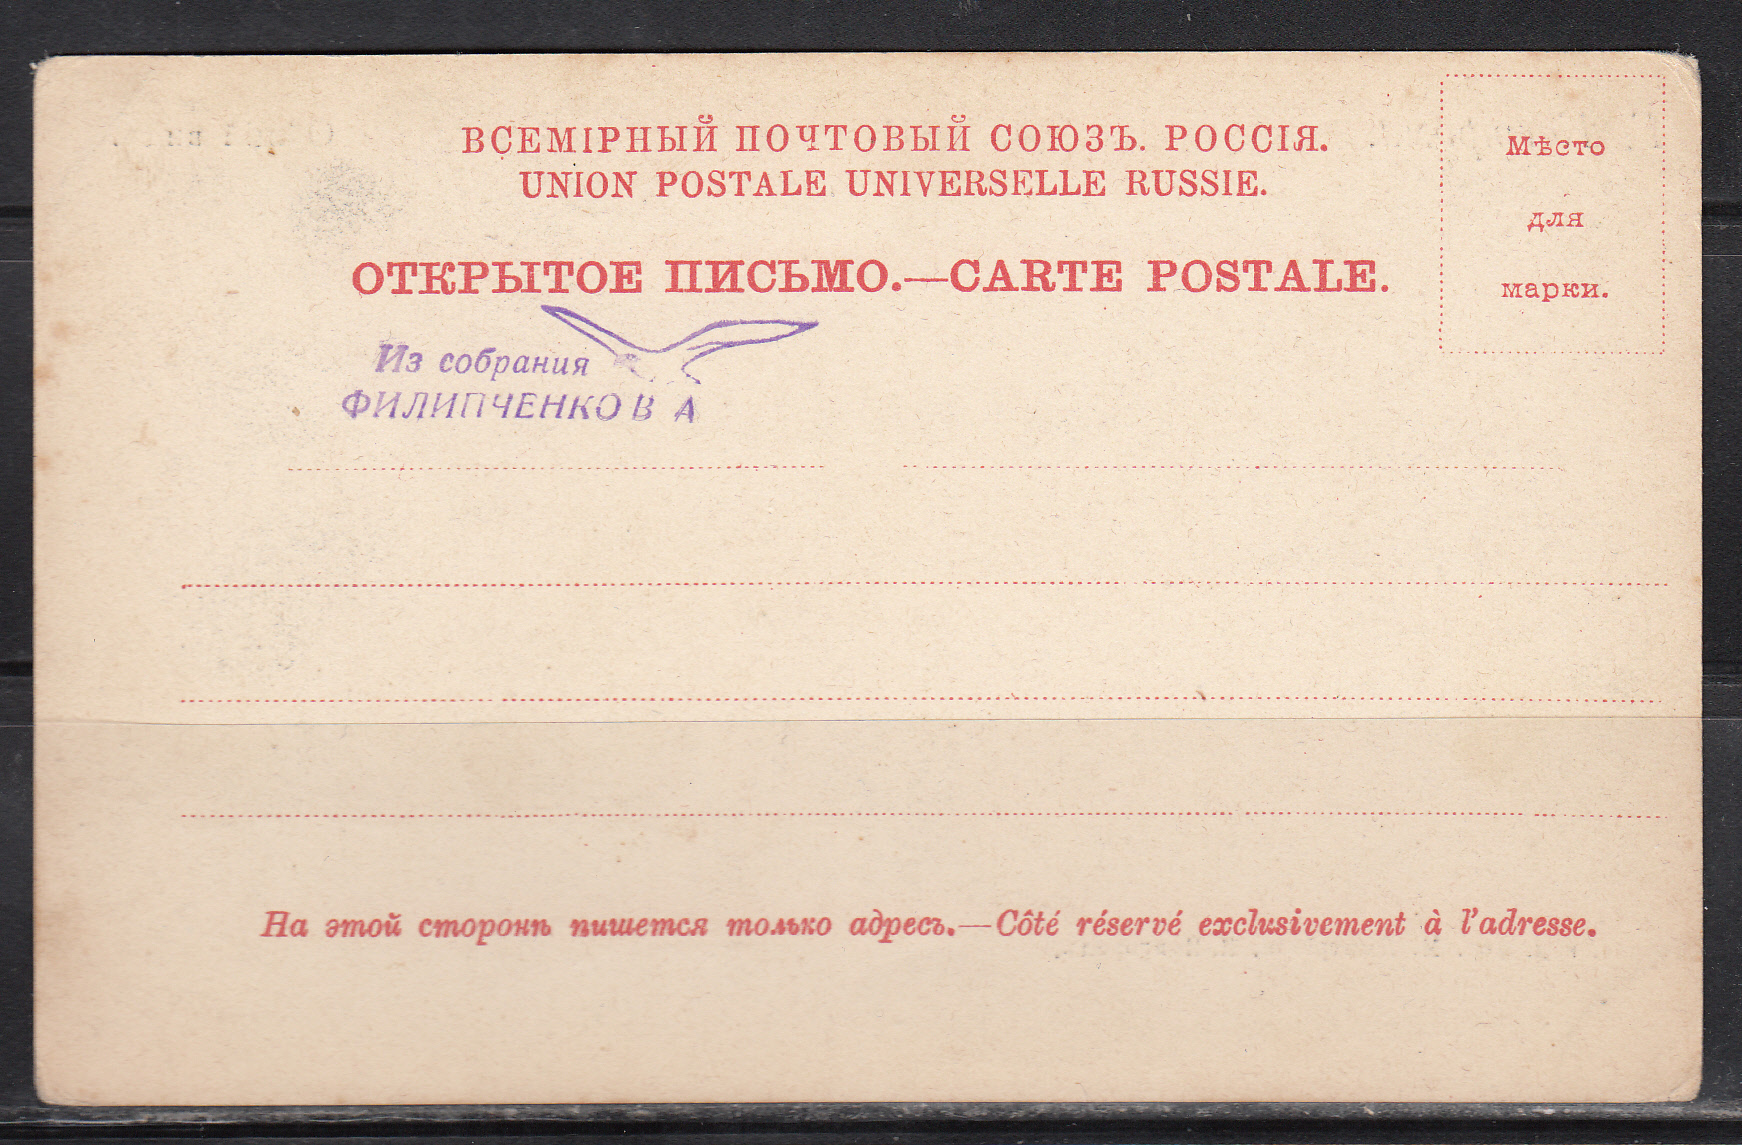 ВСЕМІРНЫЙ ПОЧТОВЫЙ СОЮЗЪ. РОССІЯ.
UNION POSTALE UNIVERSELLE RUSSIE.
Мѣсто
для
марки.
ОТКРЫТОЕ ПИСЬМО.—CARTE POSTALE.
Из собрания
ФИЛИПЧЕНКОВА
На этой сторонѣ пишется только адресъ.—Côté réservé exclusivement à l'adresse.